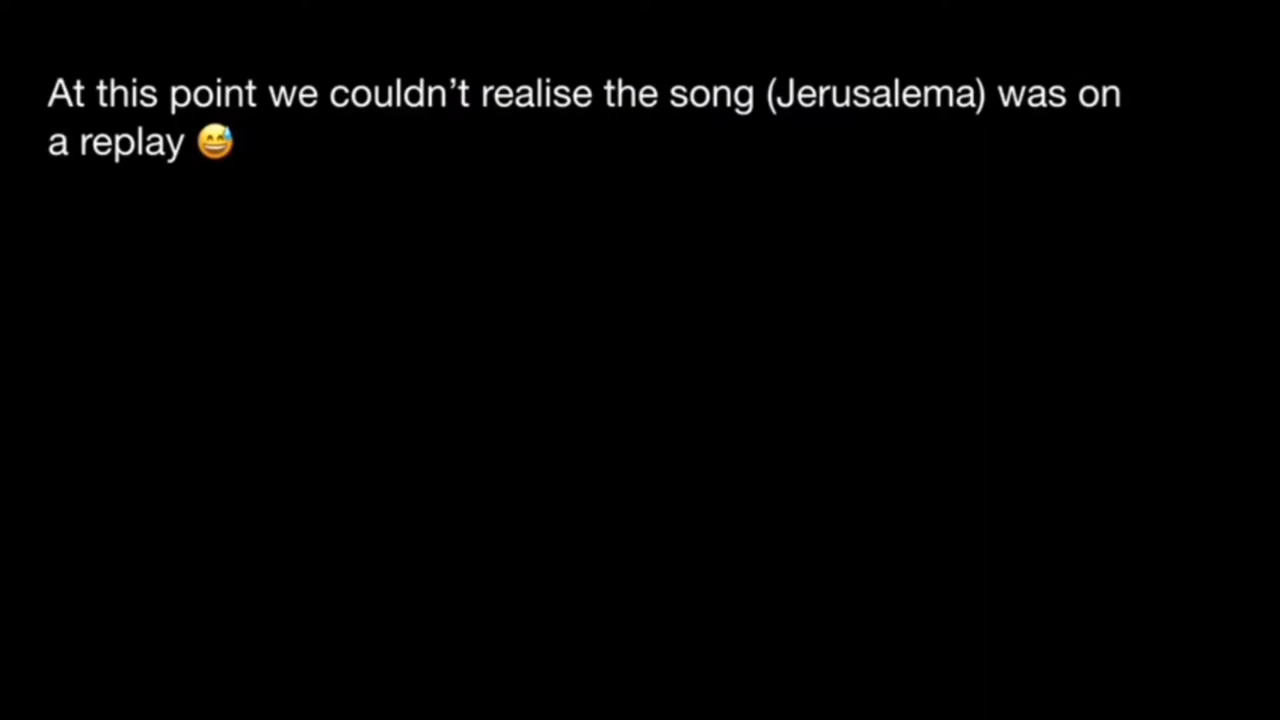 At this point we couldn’t realise the song (Jerusalema) was on
a replay 😅